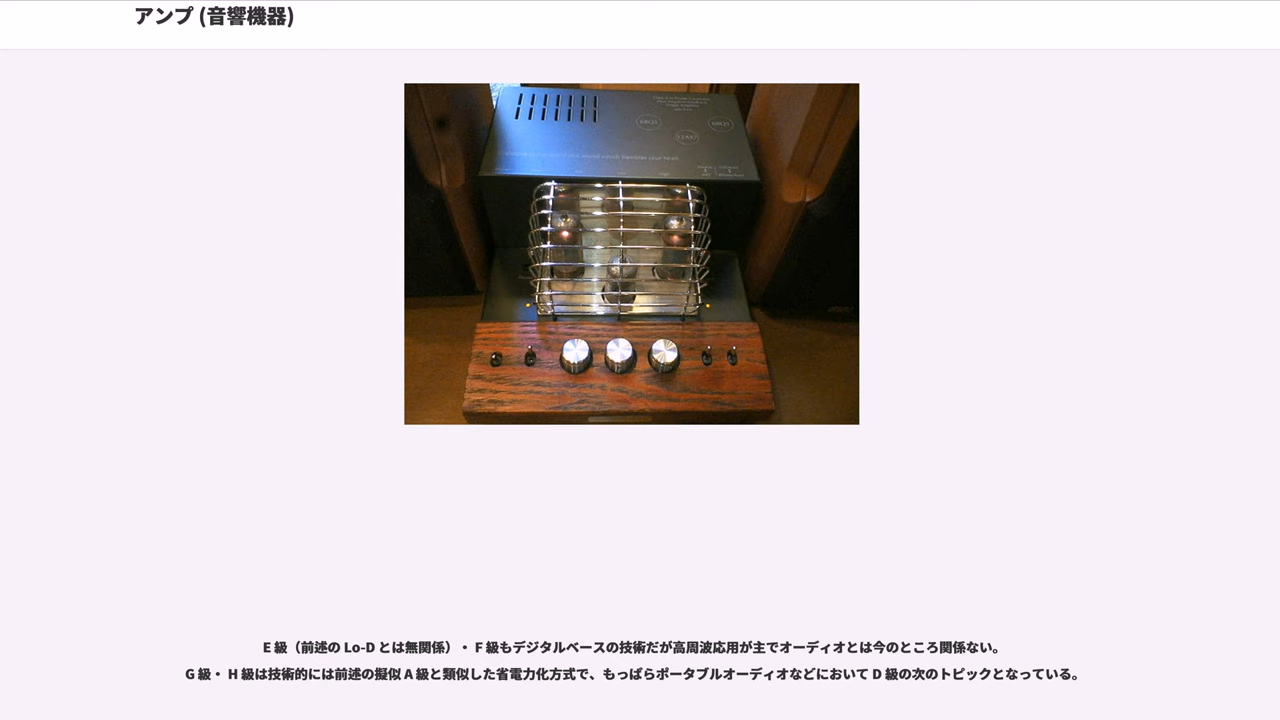 アンプ (音響機器)
6BQ5
6BQ5
12AU7
E 級（前述の Lo-D とは無関係）・ F 級もデジタルベースの技術だが高周波応用が主でオーディオとは今のところ関係ない。
G 級・ H 級は技術的には前述の擬似 A 級と類似した省電力化方式で、もっぱらポータブルオーディオなどにおいて D 級の次のトピックとなっている。